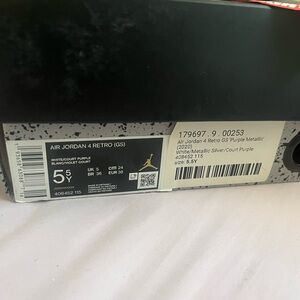 AIR JORDAN 4 RETRO (GS)
WHITE/COURT PURPLE
BLANC/VIOLET COURT
5.5Y
UK 5 CM 24
BR 36 EUR 38
408452 115
179697 . 9 . 00253
Air Jordan 4 Retro GS 'Purple Metallic'
(2020)
White/Metallic Silver/Court Purple
408452 115
size: 5.5Y